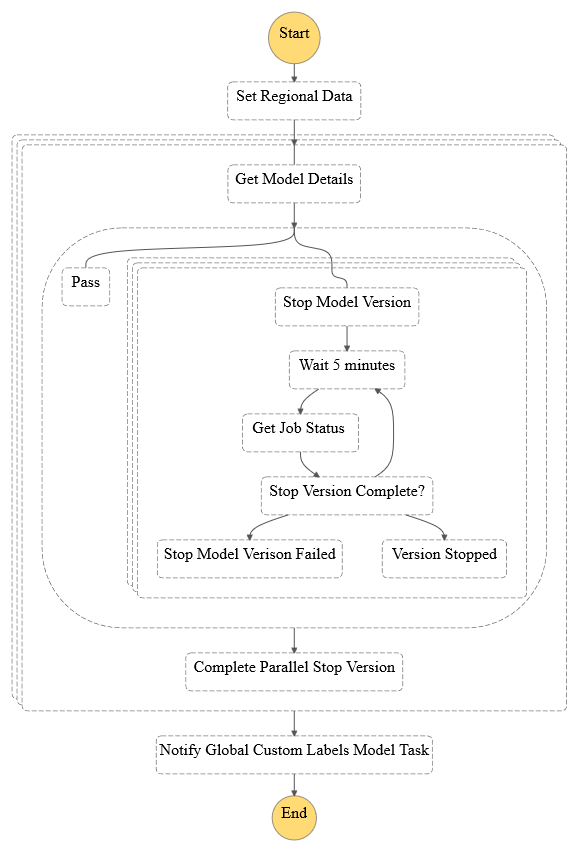 Start
Set Regional Data
Get Model Details
Pass
Stop Model Version
Wait 5 minutes
Get Job Status
Stop Version Complete?
Stop Model Verison Failed
Version Stopped
Complete Parallel Stop Version
Notify Global Custom Labels Model Task
End